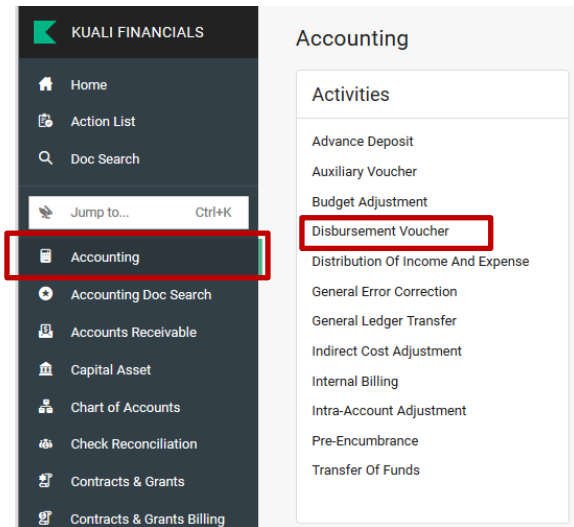 KUALI FINANCIALS
Home
Action List
Doc Search
Jump to... Ctrl+K
Accounting
Accounting Doc Search
Accounts Receivable
Capital Asset
Chart of Accounts
Check Reconciliation
Contracts & Grants
Contracts & Grants Billing
Accounting
Activities
Advance Deposit
Auxiliary Voucher
Budget Adjustment
Disbursement Voucher
Distribution Of Income And Expense
General Error Correction
General Ledger Transfer
Indirect Cost Adjustment
Internal Billing
Intra-Account Adjustment
Pre-Encumbrance
Transfer Of Funds